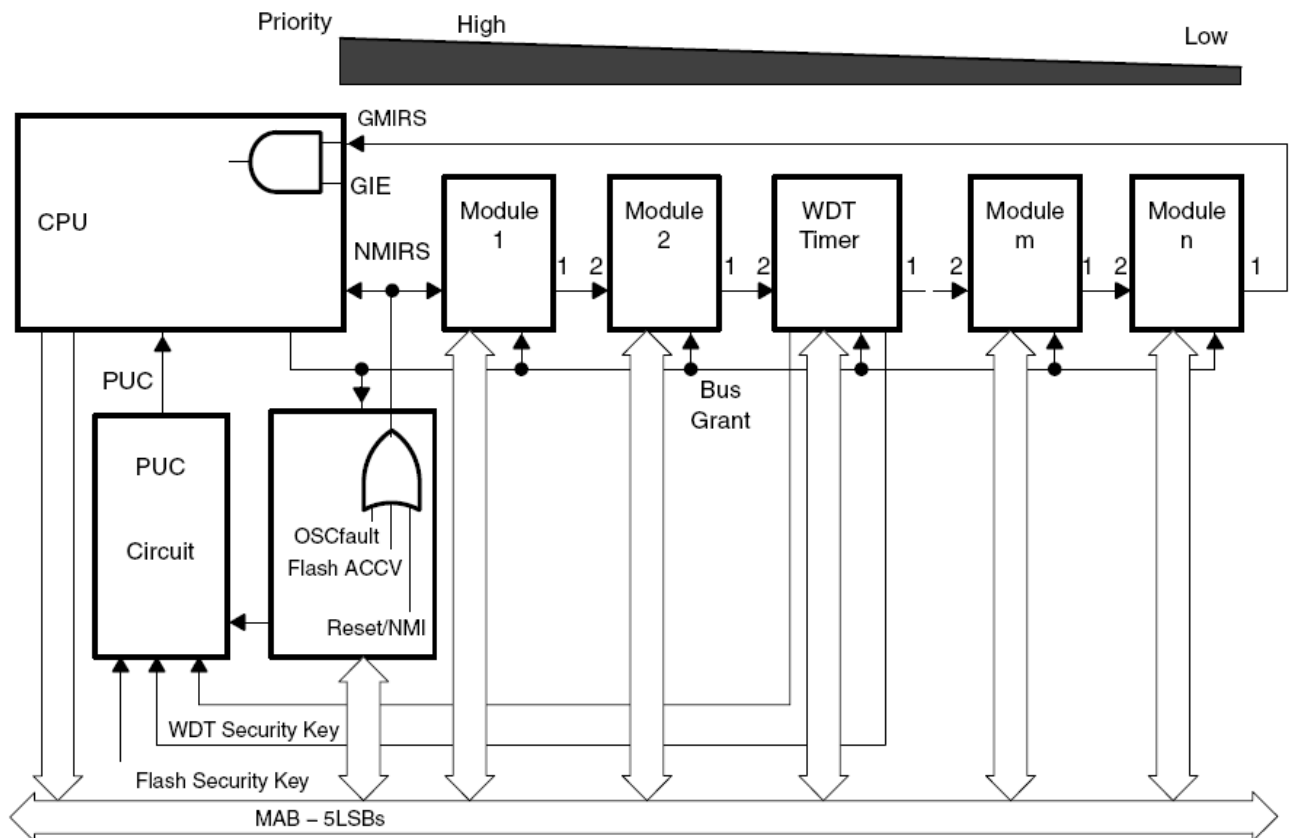 Priority
High
Low
GMIRS
GIE
CPU
NMIRS
Module
1
Module
2
WDT
Timer
Module
m
Module
n
1
2
1
2
1
2
1
2
1
PUC
Bus
Grant
PUC
Circuit
OSCfault
Flash ACCV
Reset/NMI
WDT Security Key
Flash Security Key
MAB – 5LSBs